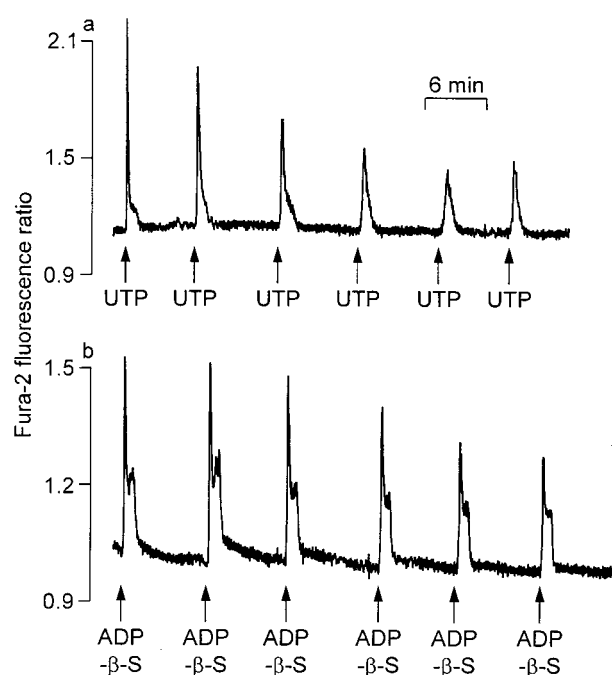 a
2.1
6 min
1.5
0.9
UTP UTP UTP UTP UTP UTP
Fura-2 fluorescence ratio
b
1.5
1.2
0.9
ADP ADP ADP ADP ADP ADP
-β-S -β-S -β-S -β-S -β-S -β-S